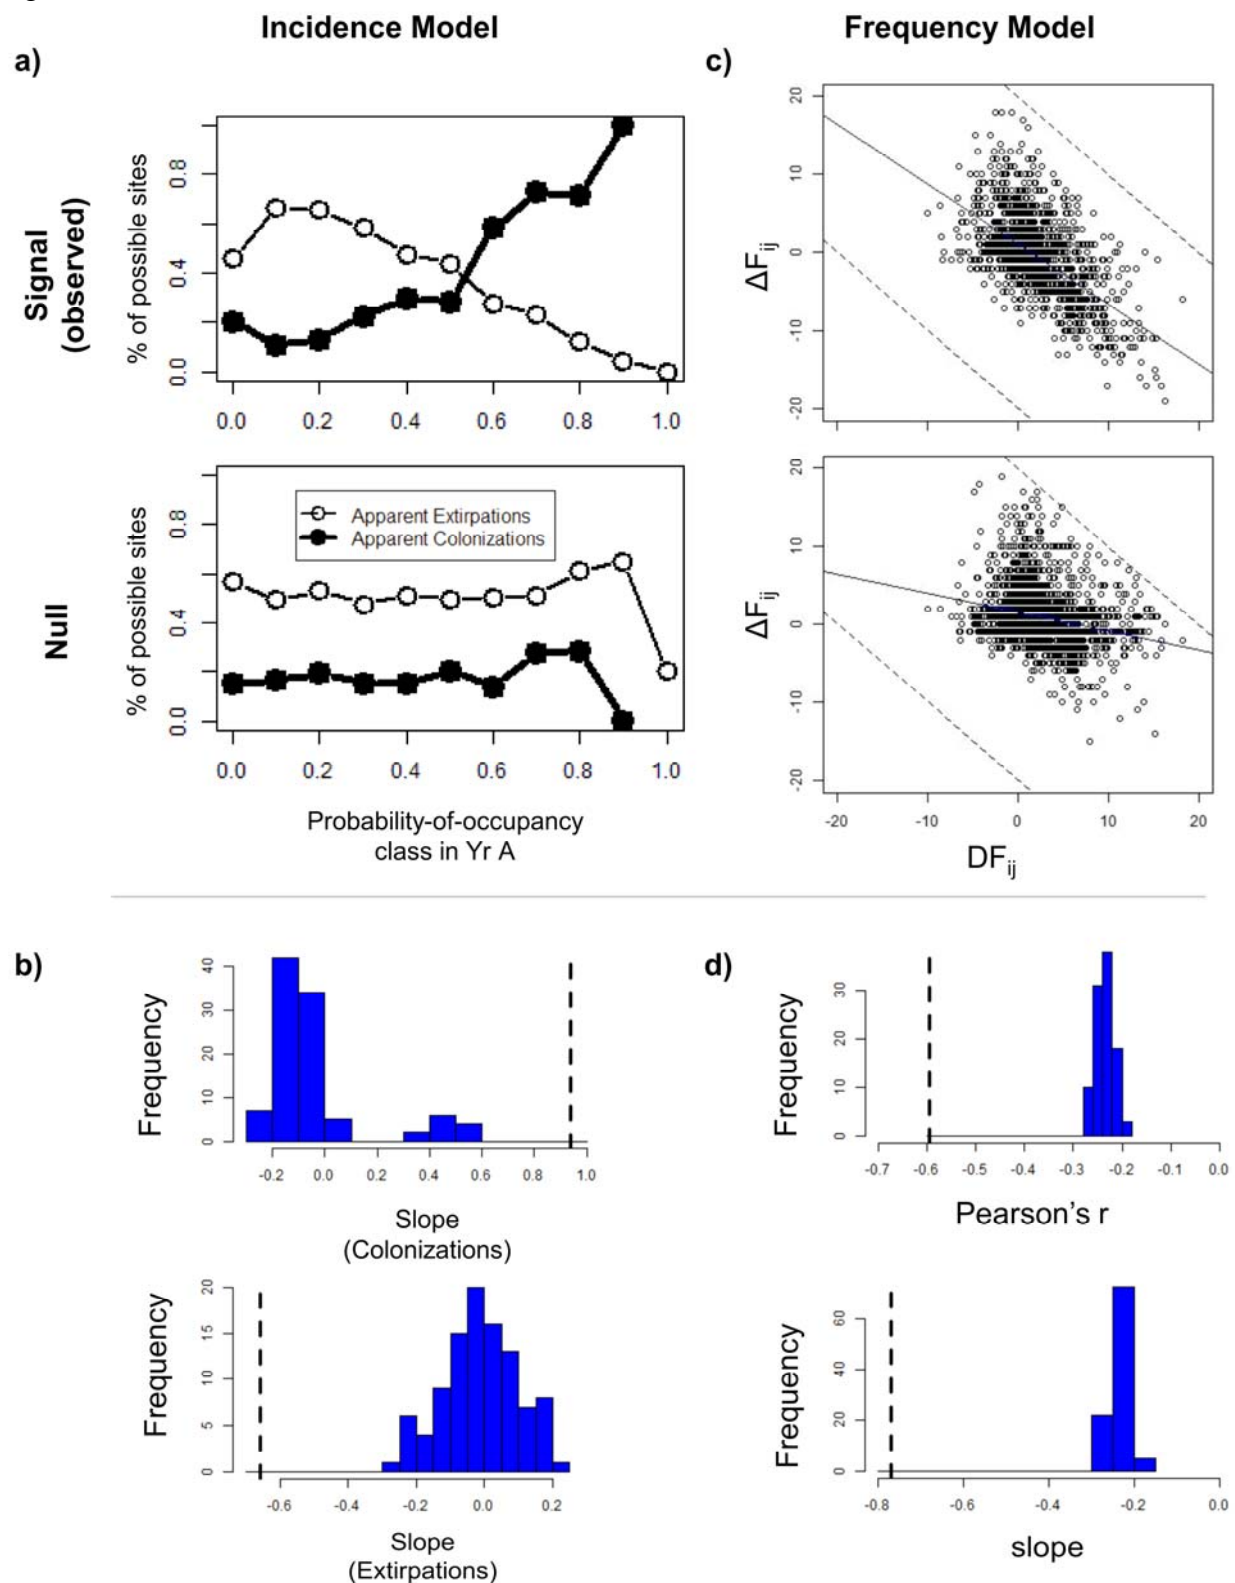 Incidence Model
Frequency Model
a)
c)
Signal
(observed)
% of possible sites
0.0 0.4 0.8
0.0 0.2 0.4 0.6 0.8 1.0
ΔFij
-20 -10 0 10 20
Null
% of possible sites
0.0 0.4 0.8
Apparent Extirpations
Apparent Colonizations
0.0 0.2 0.4 0.6 0.8 1.0
Probability-of-occupancy
class in Yr A
ΔFij
-20 -10 0 10 20
-20 -10 0 10 20
DFij
b)
Frequency
0 10 20 30 40
-0.2 0.0 0.2 0.4 0.6 0.8 1.0
Slope
(Colonizations)
Frequency
0 5 10 15 20
-0.6 -0.4 -0.2 0.0 0.2
Slope
(Extirpations)
d)
Frequency
0 10 20 30
-0.7 -0.6 -0.5 -0.4 -0.3 -0.2 -0.1 0.0
Pearson's r
Frequency
0 20 40 60
-0.8 -0.6 -0.4 -0.2 0.0
slope